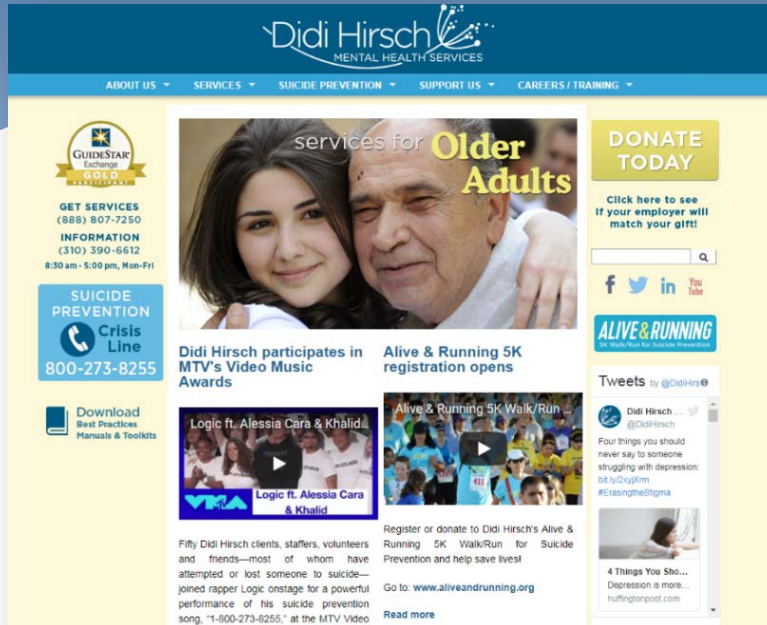 Didi Hirsch
MENTAL HEALTH SERVICES
ABOUT US
SERVICES
SUICIDE PREVENTION
SUPPORT US
CAREERS / TRAINING
GUIDESTAR
Exchange
GOLD
PARTICIPANT
GET SERVICES
(888) 807-7250
INFORMATION
(310) 390-6612
8:30 am - 5:00 pm, Mon-Fri
SUICIDE
PREVENTION
Crisis
Line
800-273-8255
Download
Best Practices
Manuals & Toolkits
services for Older
Adults
Didi Hirsch participates in
MTV's Video Music
Awards
Logic ft. Alessia Cara & Khalid...
VMA
Logic ft. Alessia Cara
& Khalid
Fifty Didi Hirsch clients, staffers, volunteers
and friends—most of whom have
attempted or lost someone to suicide—
joined rapper Logic onstage for a powerful
performance of his suicide prevention
song, "1-800-273-8255," at the MTV Video
Alive & Running 5K
registration opens
Alive & Running 5K Walk/Run ...
Register or donate to Didi Hirsch's Alive &
Running 5K Walk/Run for Suicide
Prevention and help save lives!
Go to: www.aliveandrunning.org
Read more
DONATE
TODAY
Click here to see
if your employer will
match your gift!
You
Tube
ALIVE & RUNNING
5K Walk/Run for Suicide Prevention
Tweets by @DidiHirs
Didi Hirsch ...
@DidiHirsch
Four things you should
never say to someone
struggling with depression:
bit.ly/2xyjXrm
#ErasingtheStigma
4 Things You Sho...
Depression is more...
huffingtonpost.com